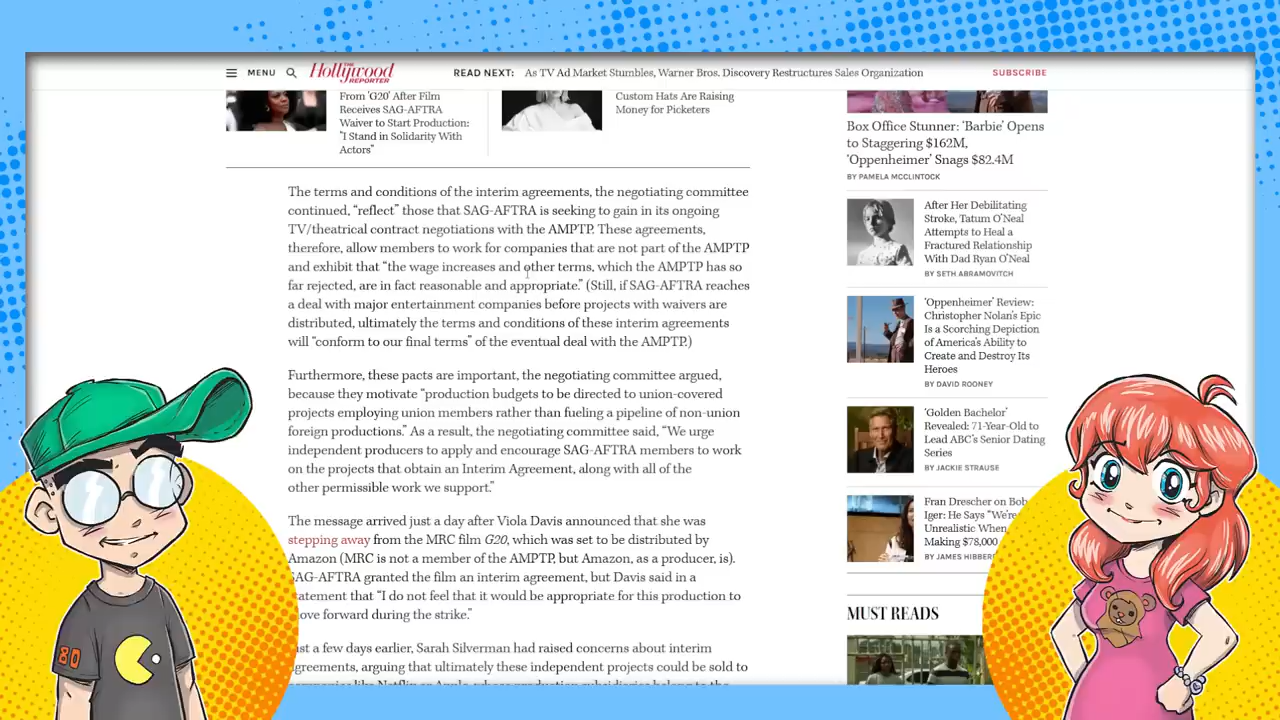 MENU
THE
Hollywood
REPORTER
READ NEXT: As TV Ad Market Stumbles, Warner Bros. Discovery Restructures Sales Organization
SUBSCRIBE
From ‘G20’ After Film
Receives SAG-AFTRA
Waiver to Start Production:
“I Stand in Solidarity With
Actors”
Custom Hats Are Raising
Money for Picketers
The terms and conditions of the interim agreements, the negotiating committee
continued, “reflect” those that SAG-AFTRA is seeking to gain in its ongoing
TV/theatrical contract negotiations with the AMPTP. These agreements,
therefore, allow members to work for companies that are not part of the AMPTP
and exhibit that “the wage increases and other terms, which the AMPTP has so
far rejected, are in fact reasonable and appropriate.” (Still, if SAG-AFTRA reaches
a deal with major entertainment companies before projects with waivers are
distributed, ultimately the terms and conditions of these interim agreements
will “conform to our final terms” of the eventual deal with the AMPTP.)
Furthermore, these pacts are important, the negotiating committee argued,
because they motivate “production budgets to be directed to union-covered
projects employing union members rather than fueling a pipeline of non-union
foreign productions.” As a result, the negotiating committee said, “We urge
independent producers to apply and encourage SAG-AFTRA members to work
on the projects that obtain an Interim Agreement, along with all of the
other permissible work we support.”
The message arrived just a day after Viola Davis announced that she was
stepping away from the MRC film G20, which was set to be distributed by
Amazon (MRC is not a member of the AMPTP, but Amazon, as a producer, is).
SAG-AFTRA granted the film an interim agreement, but Davis said in a
statement that “I do not feel that it would be appropriate for this production to
move forward during the strike.”
Just a few days earlier, Sarah Silverman had raised concerns about interim
agreements, arguing that ultimately these independent projects could be sold to
Box Office Stunner: ‘Barbie’ Opens
to Staggering $162M,
‘Oppenheimer’ Snags $82.4M
BY PAMELA MCCLINTOCK
After Her Debilitating
Stroke, Tatum O’Neal
Attempts to Heal a
Fractured Relationship
With Dad Ryan O’Neal
BY SETH ABRAMOVITCH
‘Oppenheimer’ Review:
Christopher Nolan’s Epic
Is a Scorching Depiction
of America’s Ability to
Create and Destroy Its
Heroes
BY DAVID ROONEY
‘Golden Bachelor’
Revealed: 71-Year-Old to
Lead ABC’s Senior Dating
Series
BY JACKIE STRAUSE
Fran Drescher on Bob
Iger: He Says “We’re
Unrealistic When
Making $78,000
BY JAMES HIBBER
MUST READS
80